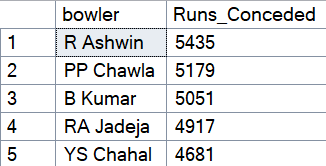 bowler Runs_Conceded
1 R Ashwin 5435
2 PP Chawla 5179
3 B Kumar 5051
4 RA Jadeja 4917
5 YS Chahal 4681